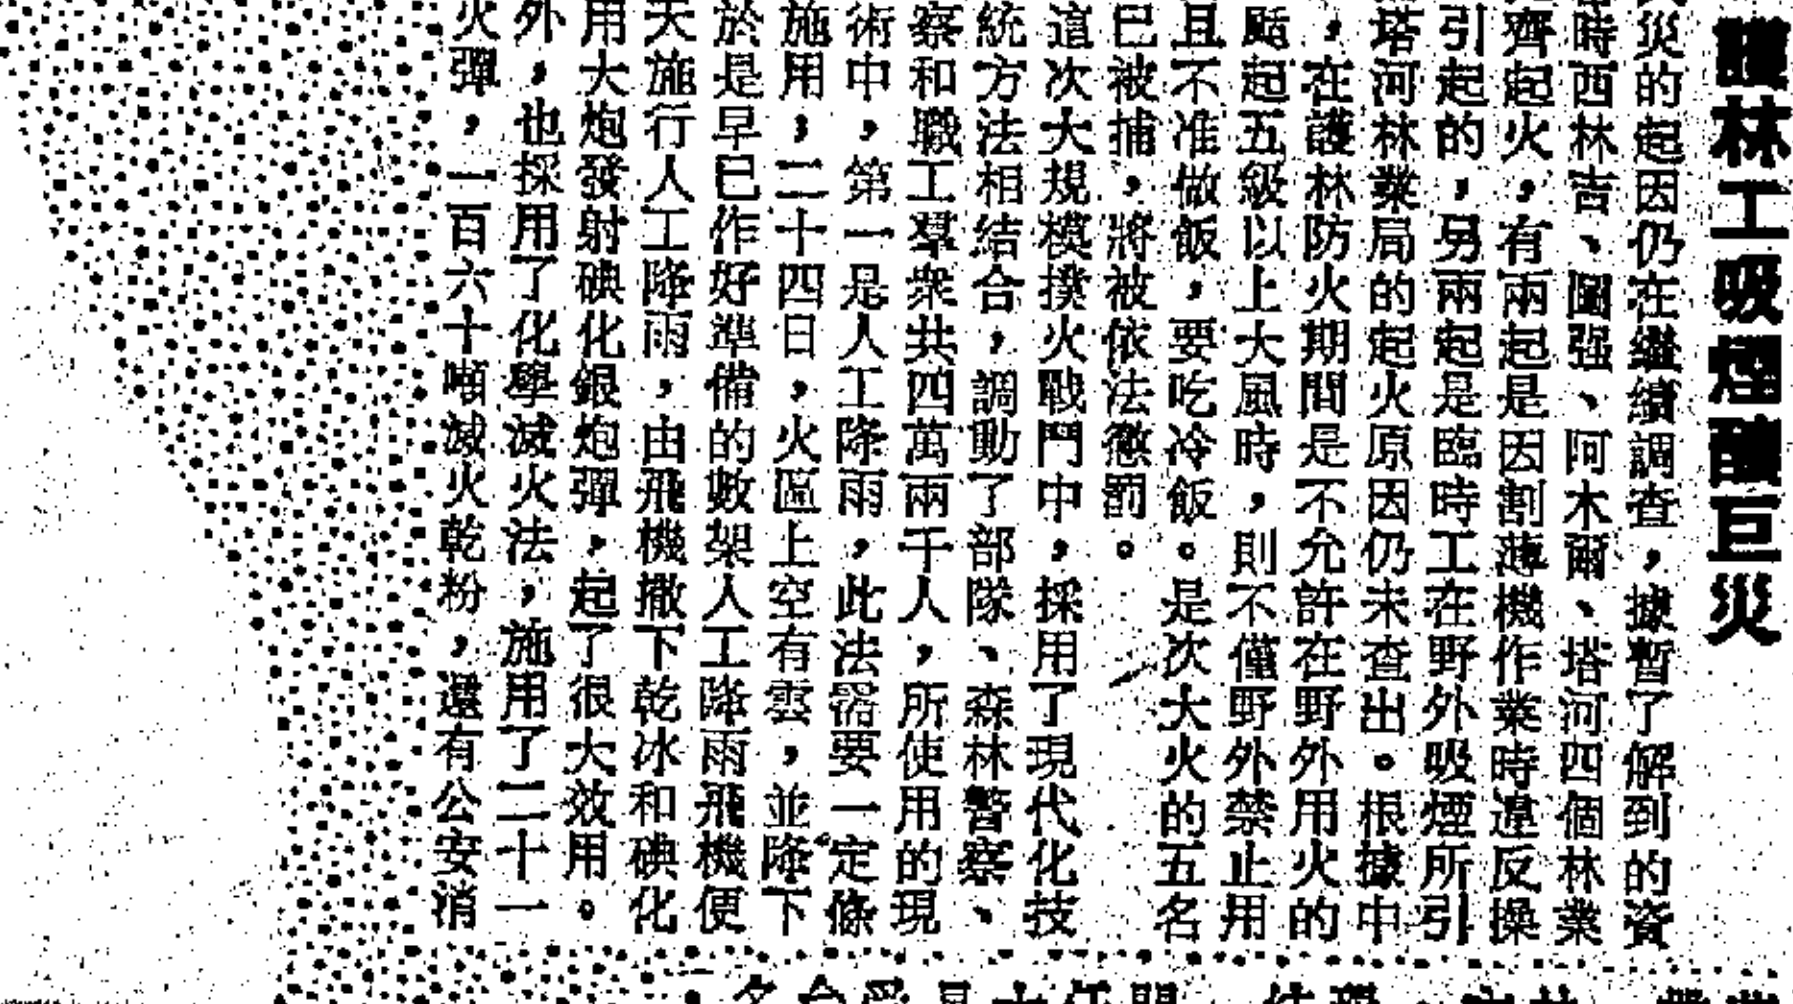 護林工吸煙釀巨災
災的起因仍在繼續調查，據暫了解到的資
時西林吉、圖强、阿木爾、塔河四個林業
齊起火，有兩起是因割薄機作業時違反操
引起的，另兩起是臨時工在野外吸煙所引
塔河林業局的起火原因仍未查出。根據中
，在護林防火期間是不允許在野外用火的
颳起五級以上大風時，則不僅野外禁止用
且不准做飯，要吃冷飯。是次大火的五名
已被捕，將被依法懲罰。
這次大規模撲火戰鬥中，採用了現代化技
統方法相結合，調動了部隊、森林警察、
察和職工羣衆共四萬兩千人，所使用的現
術中，第一是人工降雨，此法需要一定條
施用，二十四日，火區上空有雲，並降下
於是早已作好準備的數架人工降雨飛機便
天施行人工降雨，由飛機撒下乾冰和碘化
用大炮發射碘化銀炮彈，起了很大效用。
外，也採用了化學滅火法，施用了二十一
火彈，一百六十噸滅火乾粉，還有公安消